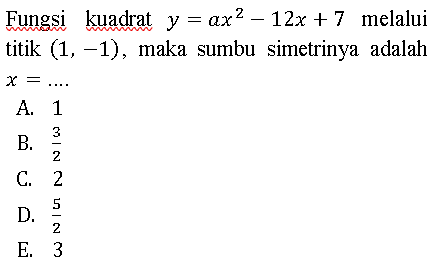 Fungsi kuadrat y = ax² − 12x + 7 melalui
titik (1, −1), maka sumbu simetrinya adalah
x = ....
A. 1
B. 3/2
C. 2
D. 5/2
E. 3